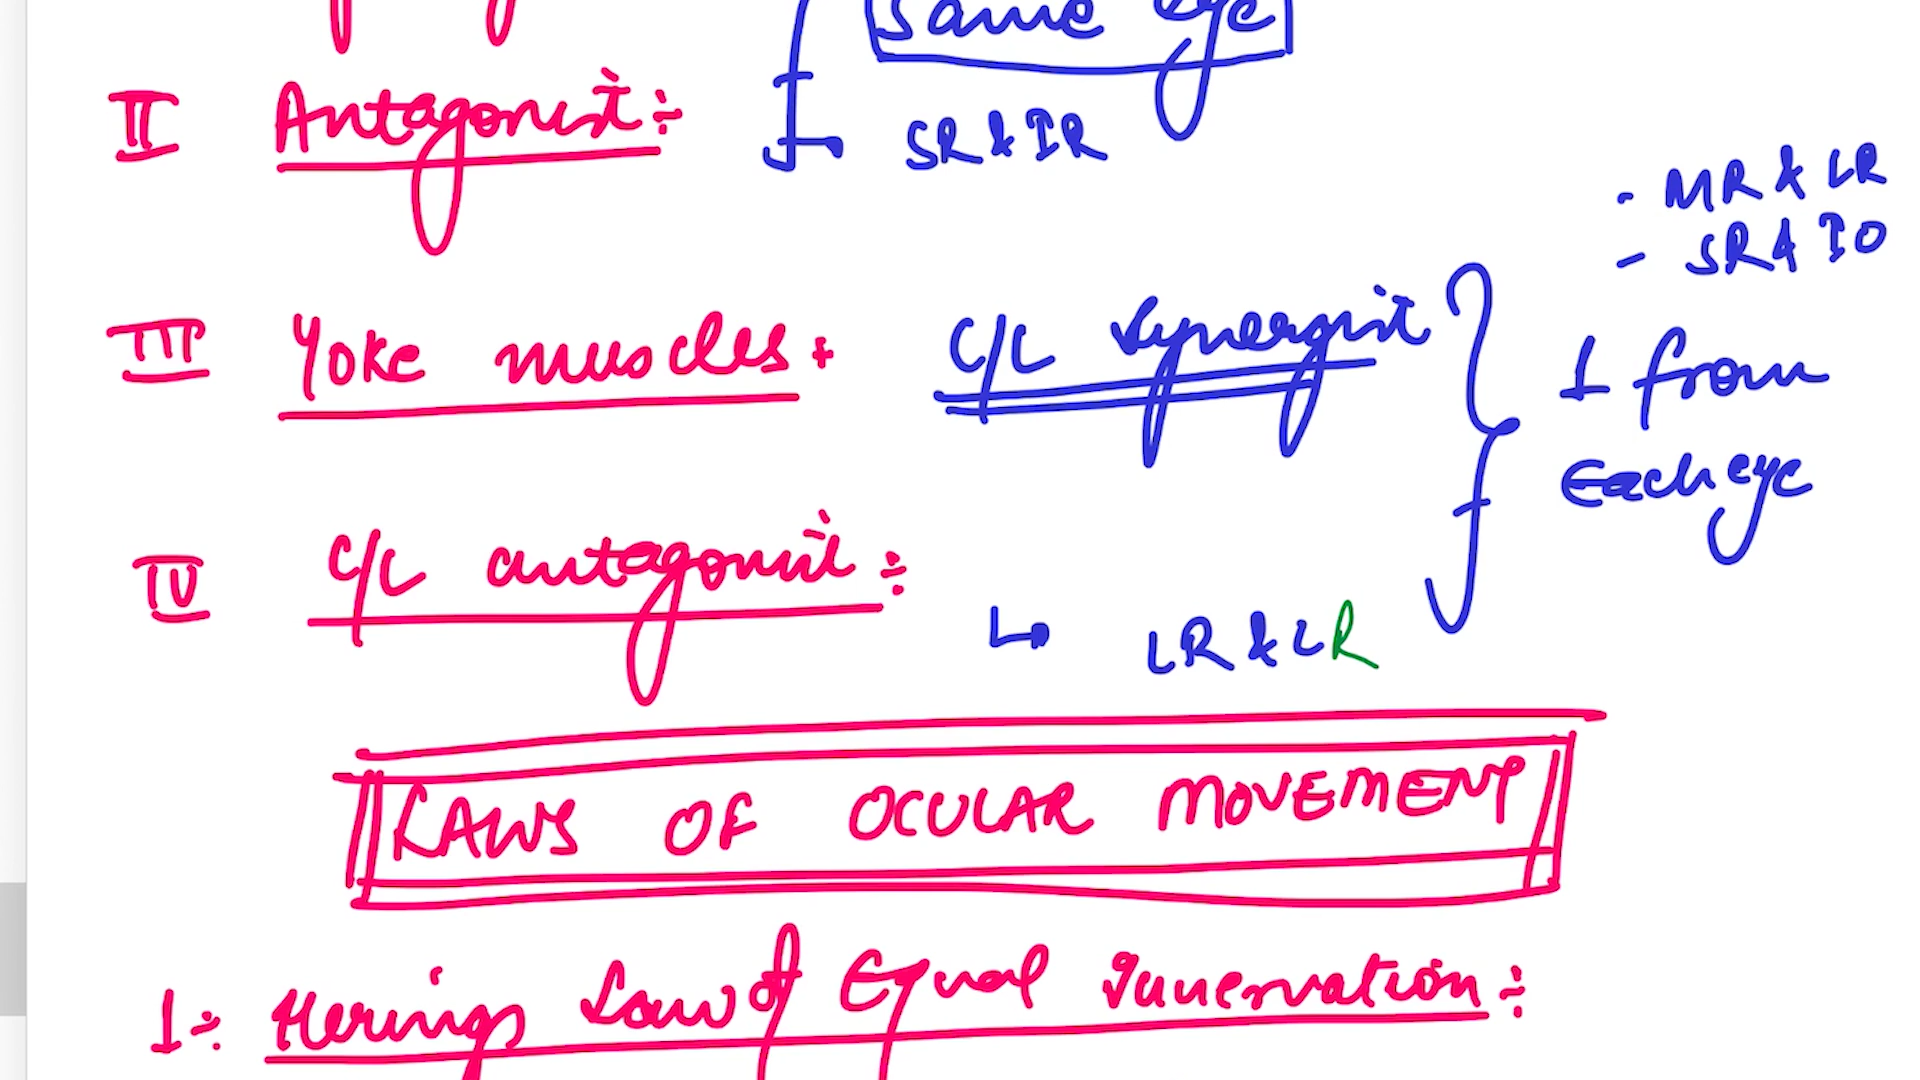 same eye
II Antagonist ÷
SR & IR
- MR & LR
- SR & IO
III Yoke muscles +
C/L Synergist
1 from
Each eye
IV C/L antagonist ÷
LR & LR
LAWS OF OCULAR MOVEMENT
1 ÷ Herings Law of Equal Innervation ÷